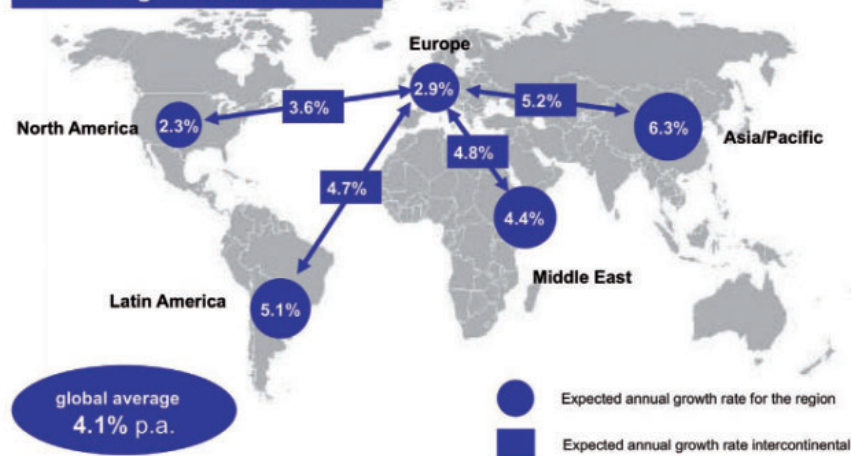 Europe
2.9%
3.6%
5.2%
North America
2.3%
6.3%
Asia/Pacific
4.8%
4.7%
4.4%
Middle East
Latin America
5.1%
global average
4.1% p.a.
Expected annual growth rate for the region
Expected annual growth rate intercontinental